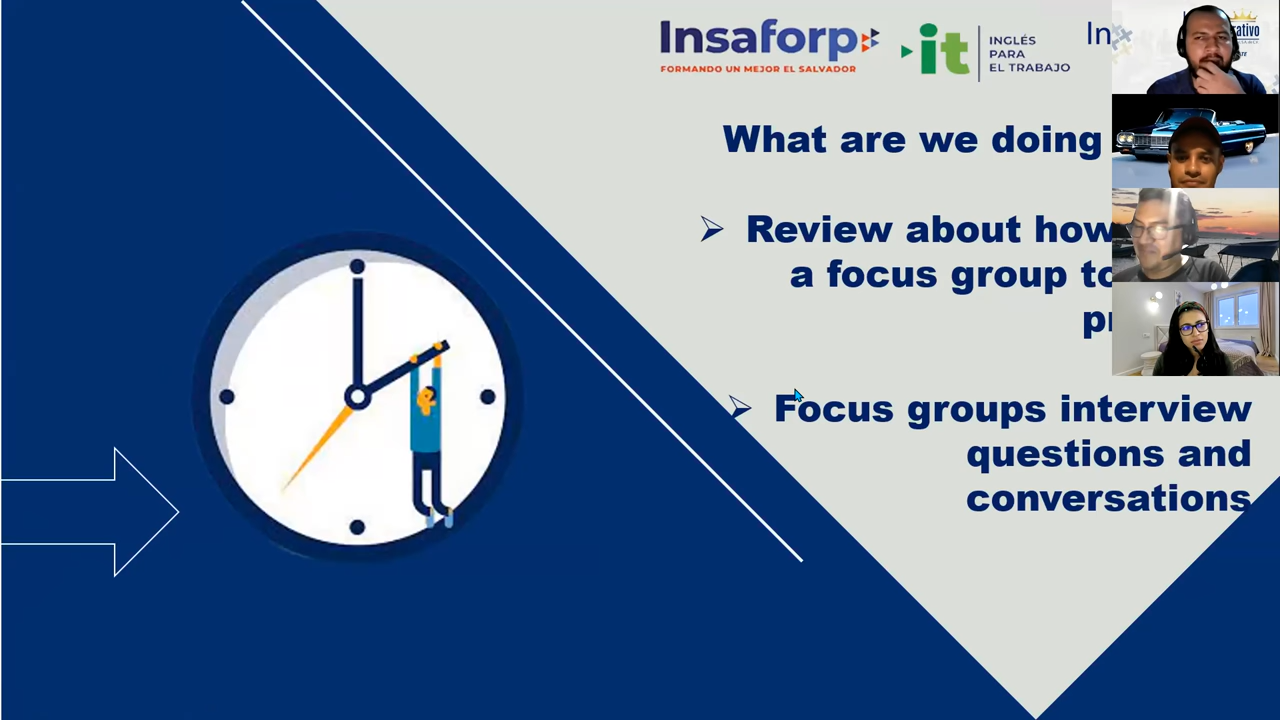 Insaforp
FORMANDO UN MEJOR EL SALVADOR
it
INGLÉS
PARA
EL TRABAJO
In
What are we doing
Review about how
a focus group to
Focus groups interview
questions and
conversations